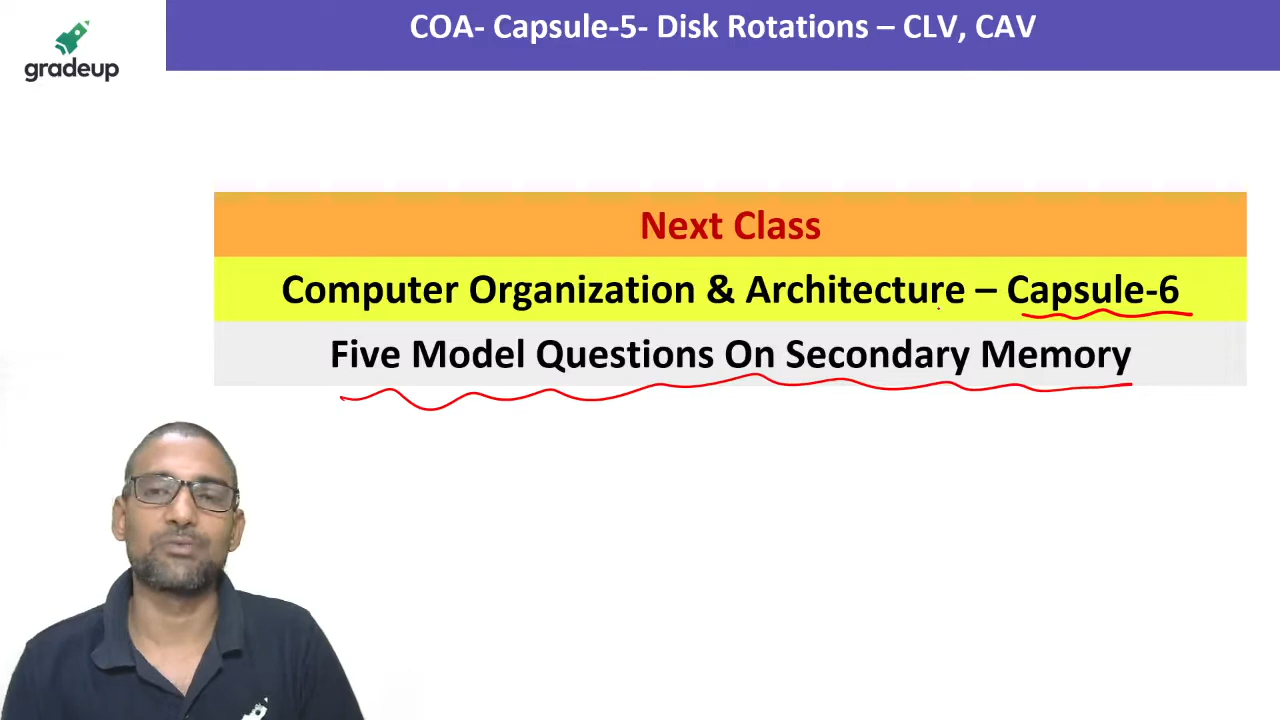 COA- Capsule-5- Disk Rotations – CLV, CAV
gradeup
Next Class
Computer Organization & Architecture – Capsule-6
Five Model Questions On Secondary Memory